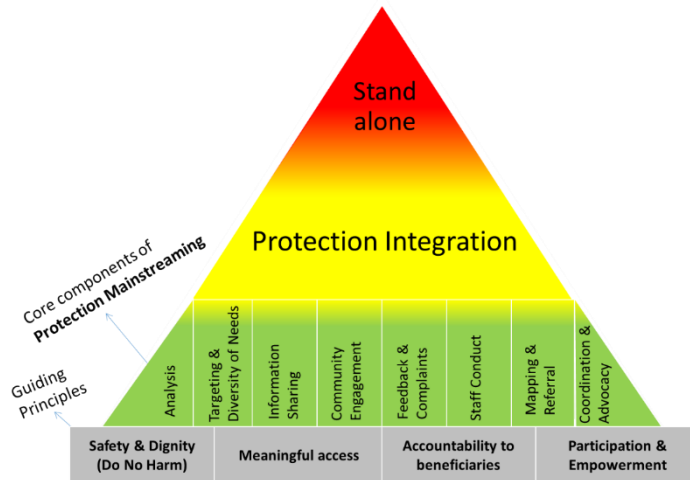 Stand
alone
Protection Integration
Core components of
Protection Mainstreaming
Guiding
Principles
Analysis
Targeting &
Diversity of Needs
Information
Sharing
Community
Engagement
Feedback &
Complaints
Staff Conduct
Mapping &
Referral
Coordination &
Advocacy
Safety & Dignity
(Do No Harm)
Meaningful access
Accountability to
beneficiaries
Participation &
Empowerment